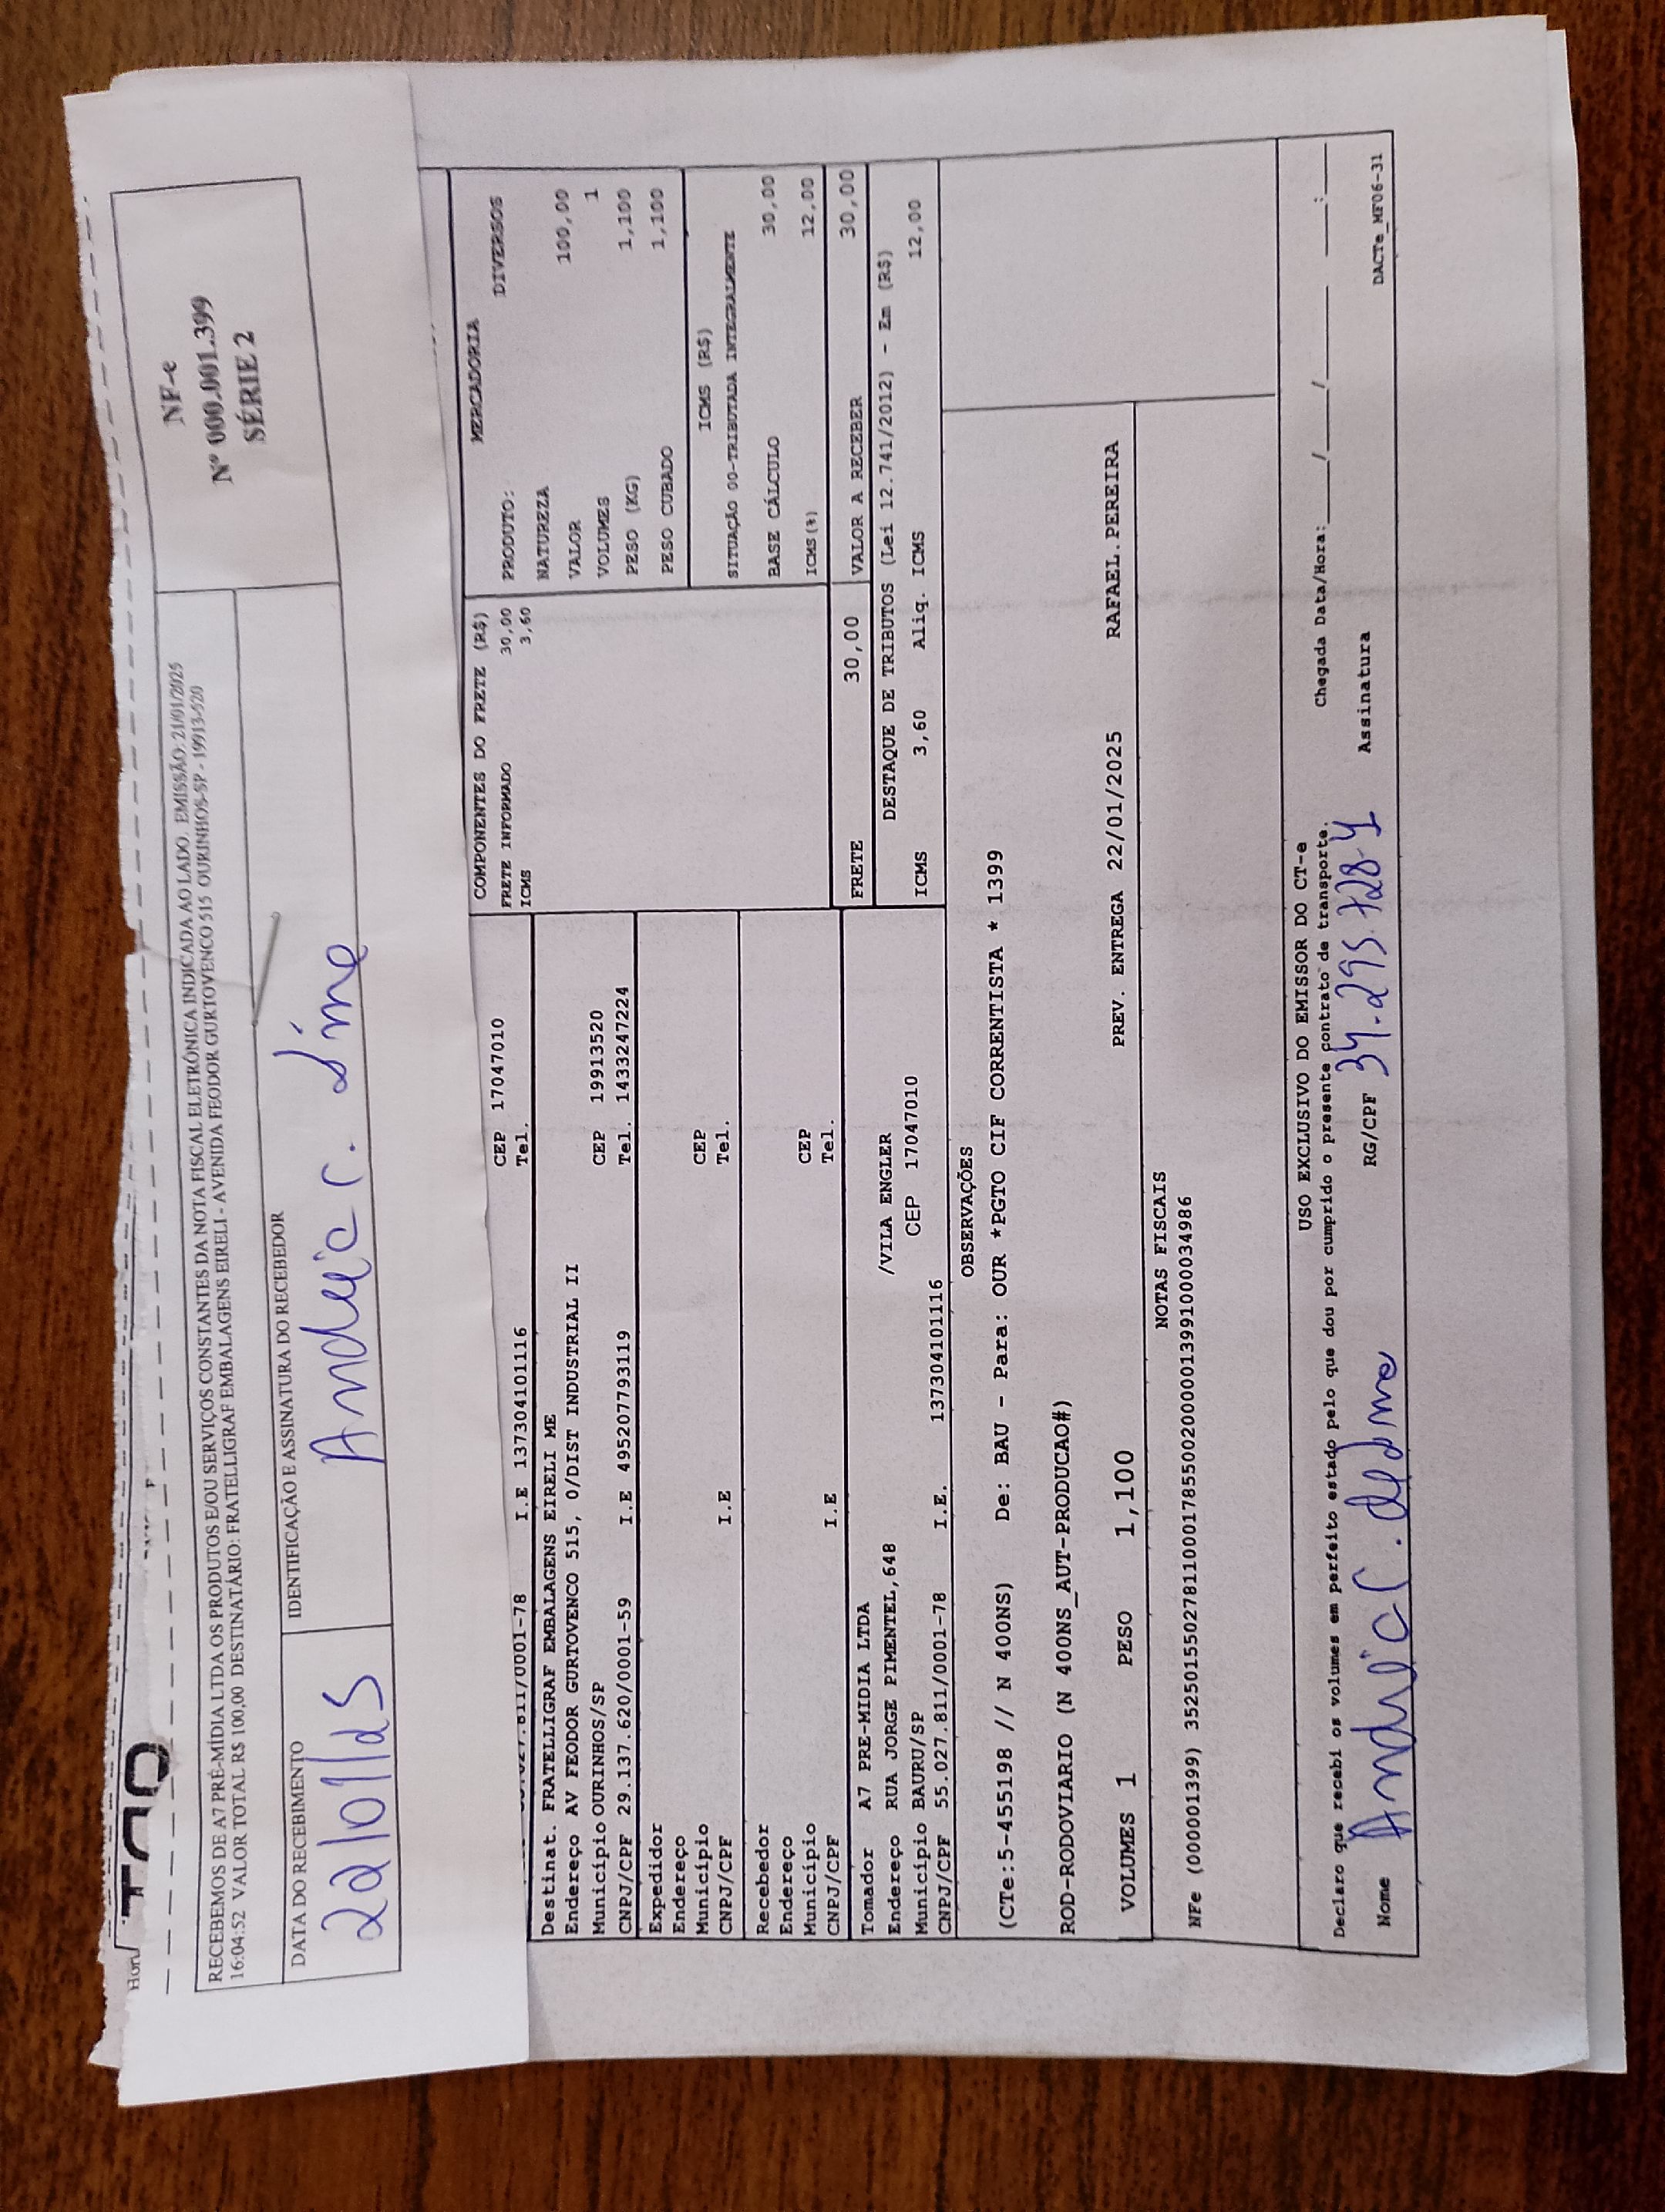 RECEBEMOS DE A7 PRÉ-MÍDIA LTDA OS PRODUTOS E/OU SERVIÇOS CONSTANTES DA NOTA FISCAL ELETRÔNICA INDICADA AO LADO. EMISSÃO: 21/01/2025
16:04:52 VALOR TOTAL R$ 100,00 DESTINATÁRIO: FRATELLIGRAF EMBALAGENS EIRELI - AVENIDA FEODOR GURTOVENCO 515 OURINHOS-SP - 19913-520
NF-e
Nº 000.001.399
SÉRIE 2
DATA DO RECEBIMENTO
22/01/25
IDENTIFICAÇÃO E ASSINATURA DO RECEBEDOR
CEP 17047010
I.E 137304101116 Tel.
Destinat. FRATELLIGRAF EMBALAGENS EIRELI ME
Endereço AV FEODOR GURTOVENCO 515, 0/DIST INDUSTRIAL II
Município OURINHOS/SP CEP 19913520
CNPJ/CPF 29.137.620/0001-59 I.E 495207793119 Tel. 1433247224
Expedidor
Endereço
Município CEP
CNPJ/CPF I.E Tel.
Recebedor
Endereço
Município CEP
CNPJ/CPF I.E Tel.
Tomador A7 PRE-MIDIA LTDA
Endereço RUA JORGE PIMENTEL,648 /VILA ENGLER
Município BAURU/SP CEP 17047010
CNPJ/CPF 55.027.811/0001-78 I.E. 137304101116
COMPONENTES DO FRETE (R$)
FRETE INFORMADO 30,00
ICMS 3,60
MERCADORIA
PRODUTO: DIVERSOS
NATUREZA
VALOR 100,00
VOLUMES 1
PESO (KG) 1,100
PESO CUBADO 1,100
ICMS (R$)
SITUAÇÃO 00-TRIBUTADA INTEGRALMENTE
BASE CÁLCULO 30,00
ICMS(%) 12,00
FRETE 30,00 VALOR A RECEBER 30,00
DESTAQUE DE TRIBUTOS (Lei 12.741/2012) - Em (R$)
ICMS 3,60 Aliq. ICMS 12,00
OBSERVAÇÕES
(CTe:5-455198 // N 400NS) De: BAU - Para: OUR *PGTO CIF CORRENTISTA * 1399
ROD-RODOVIARIO (N 400NS_AUT-PRODUCAO#)
VOLUMES 1 PESO 1,100 PREV. ENTREGA 22/01/2025 RAFAEL.PEREIRA
NOTAS FISCAIS
NFe (000001399) 35250155027811000178550020000013991000034986
USO EXCLUSIVO DO EMISSOR DO CT-e
Declaro que recebi os volumes em perfeito estado pelo que dou por cumprido o presente contrato de transporte. Chegada Data/Hora:____/____/____ ___:___
Nome RG/CPF Assinatura
DACTe_MF06-31